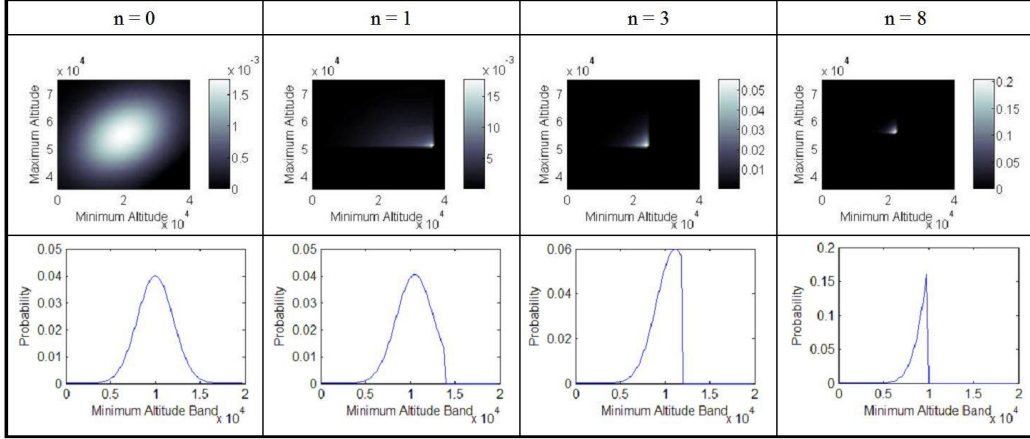 n = 0
n = 1
n = 3
n = 8
x 10^4
x 10^-3
7
6
5
4
Maximum Altitude
1.5
1
0.5
0
0
2
4
Minimum Altitude
x 10^4
x 10^4
x 10^-3
7
6
5
4
Maximum Altitude
15
10
5
0
2
4
Minimum Altitude
x 10^4
x 10^4
7
6
5
4
Maximum Altitude
0.05
0.04
0.03
0.02
0.01
0
2
4
Minimum Altitude
x 10^4
x 10^4
7
6
5
4
Maximum Altitude
0.2
0.15
0.1
0.05
0
0
2
4
Minimum Altitude
x 10^4
0.05
0.04
0.03
0.02
0.01
0
Probability
0
0.5
1
1.5
2
Minimum Altitude Band
x 10^4
0.05
0.04
0.03
0.02
0.01
0
Probability
0
0.5
1
1.5
2
Minimum Altitude Band
x 10^4
0.06
0.04
0.02
0
Probability
0
0.5
1
1.5
2
Minimum Altitude Band
x 10^4
0.2
0.15
0.1
0.05
0
Probability
0
0.5
1
1.5
2
Minimum Altitude Band
x 10^4